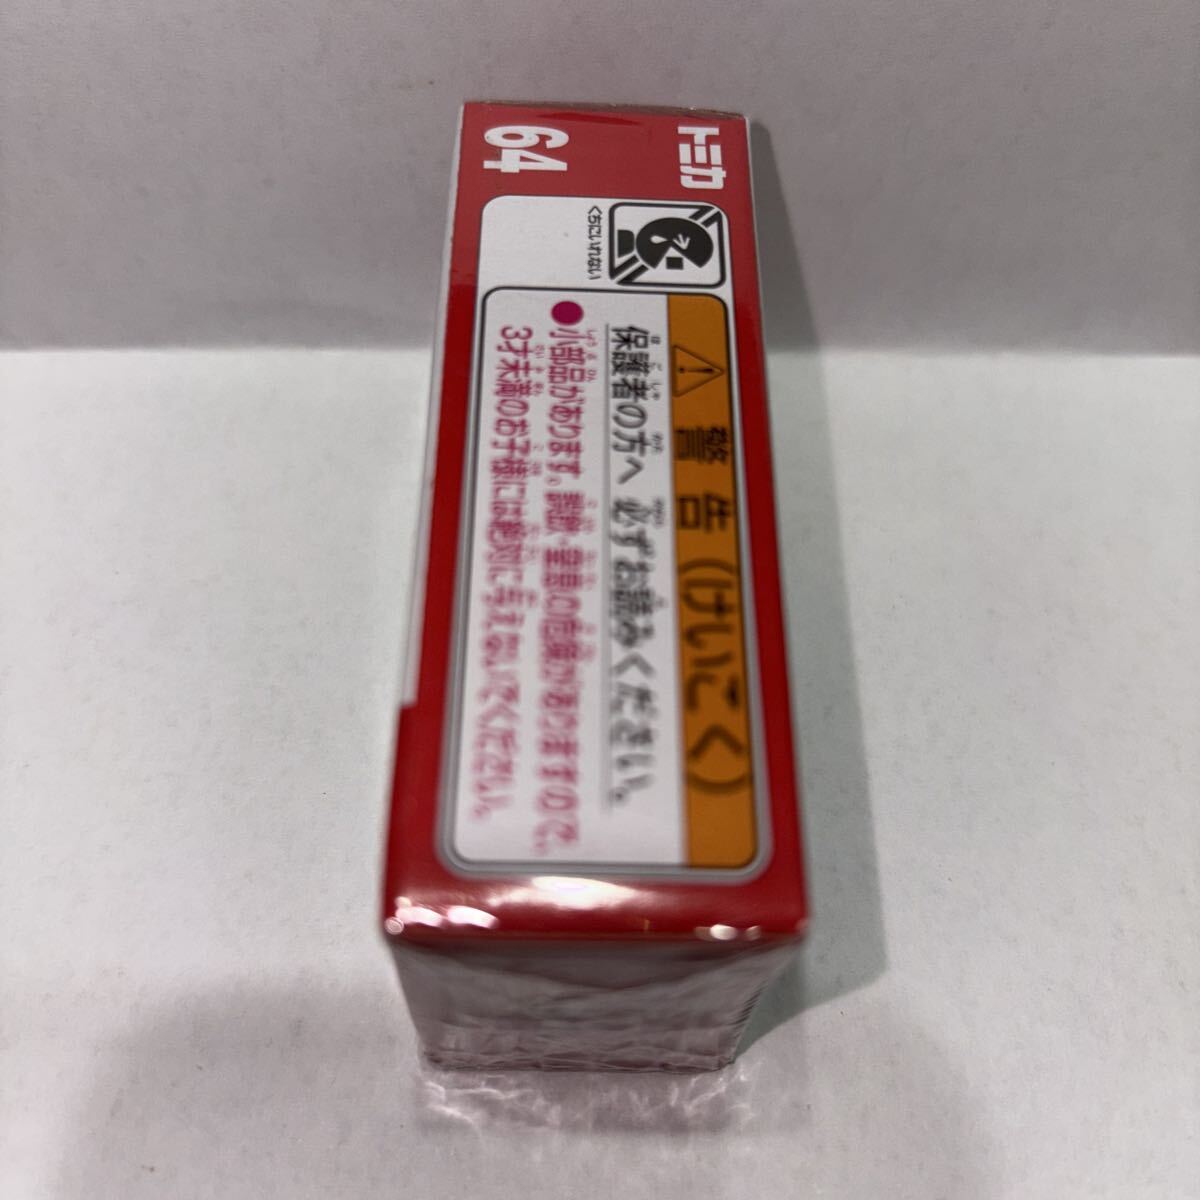 トミカ
64
くちにいれない
警告(けいこく)
保護者の方へ 必ずお読みください。
●小部品があります。誤飲・窒息の危険がありますので、
3才未満のお子様には絶対に与えないでください。